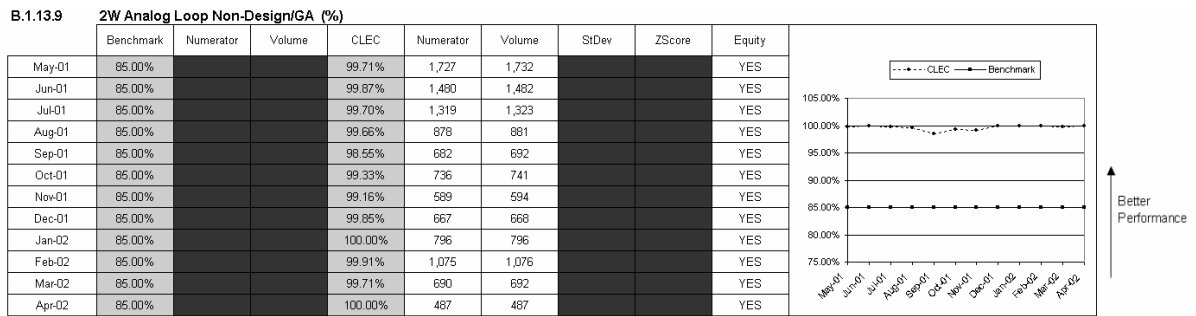 B.1.13.9 2W Analog Loop Non-Design/GA (%)
Benchmark Numerator Volume CLEC Numerator Volume StDev ZScore Equity
May-01 85.00% 99.71% 1,727 1,732 YES
Jun-01 85.00% 99.87% 1,480 1,482 YES
Jul-01 85.00% 99.70% 1,319 1,323 YES
Aug-01 85.00% 99.66% 878 881 YES
Sep-01 85.00% 98.55% 682 692 YES
Oct-01 85.00% 99.33% 736 741 YES
Nov-01 85.00% 99.16% 589 594 YES
Dec-01 85.00% 99.85% 667 668 YES
Jan-02 85.00% 100.00% 796 796 YES
Feb-02 85.00% 99.91% 1,075 1,076 YES
Mar-02 85.00% 99.71% 690 692 YES
Apr-02 85.00% 100.00% 487 487 YES
CLEC Benchmark
105.00%
100.00%
95.00%
90.00%
85.00%
80.00%
75.00%
May-01 Jun-01 Jul-01 Aug-01 Sep-01 Oct-01 Nov-01 Dec-01 Jan-02 Feb-02 Mar-02 Apr-02
Better
Performance